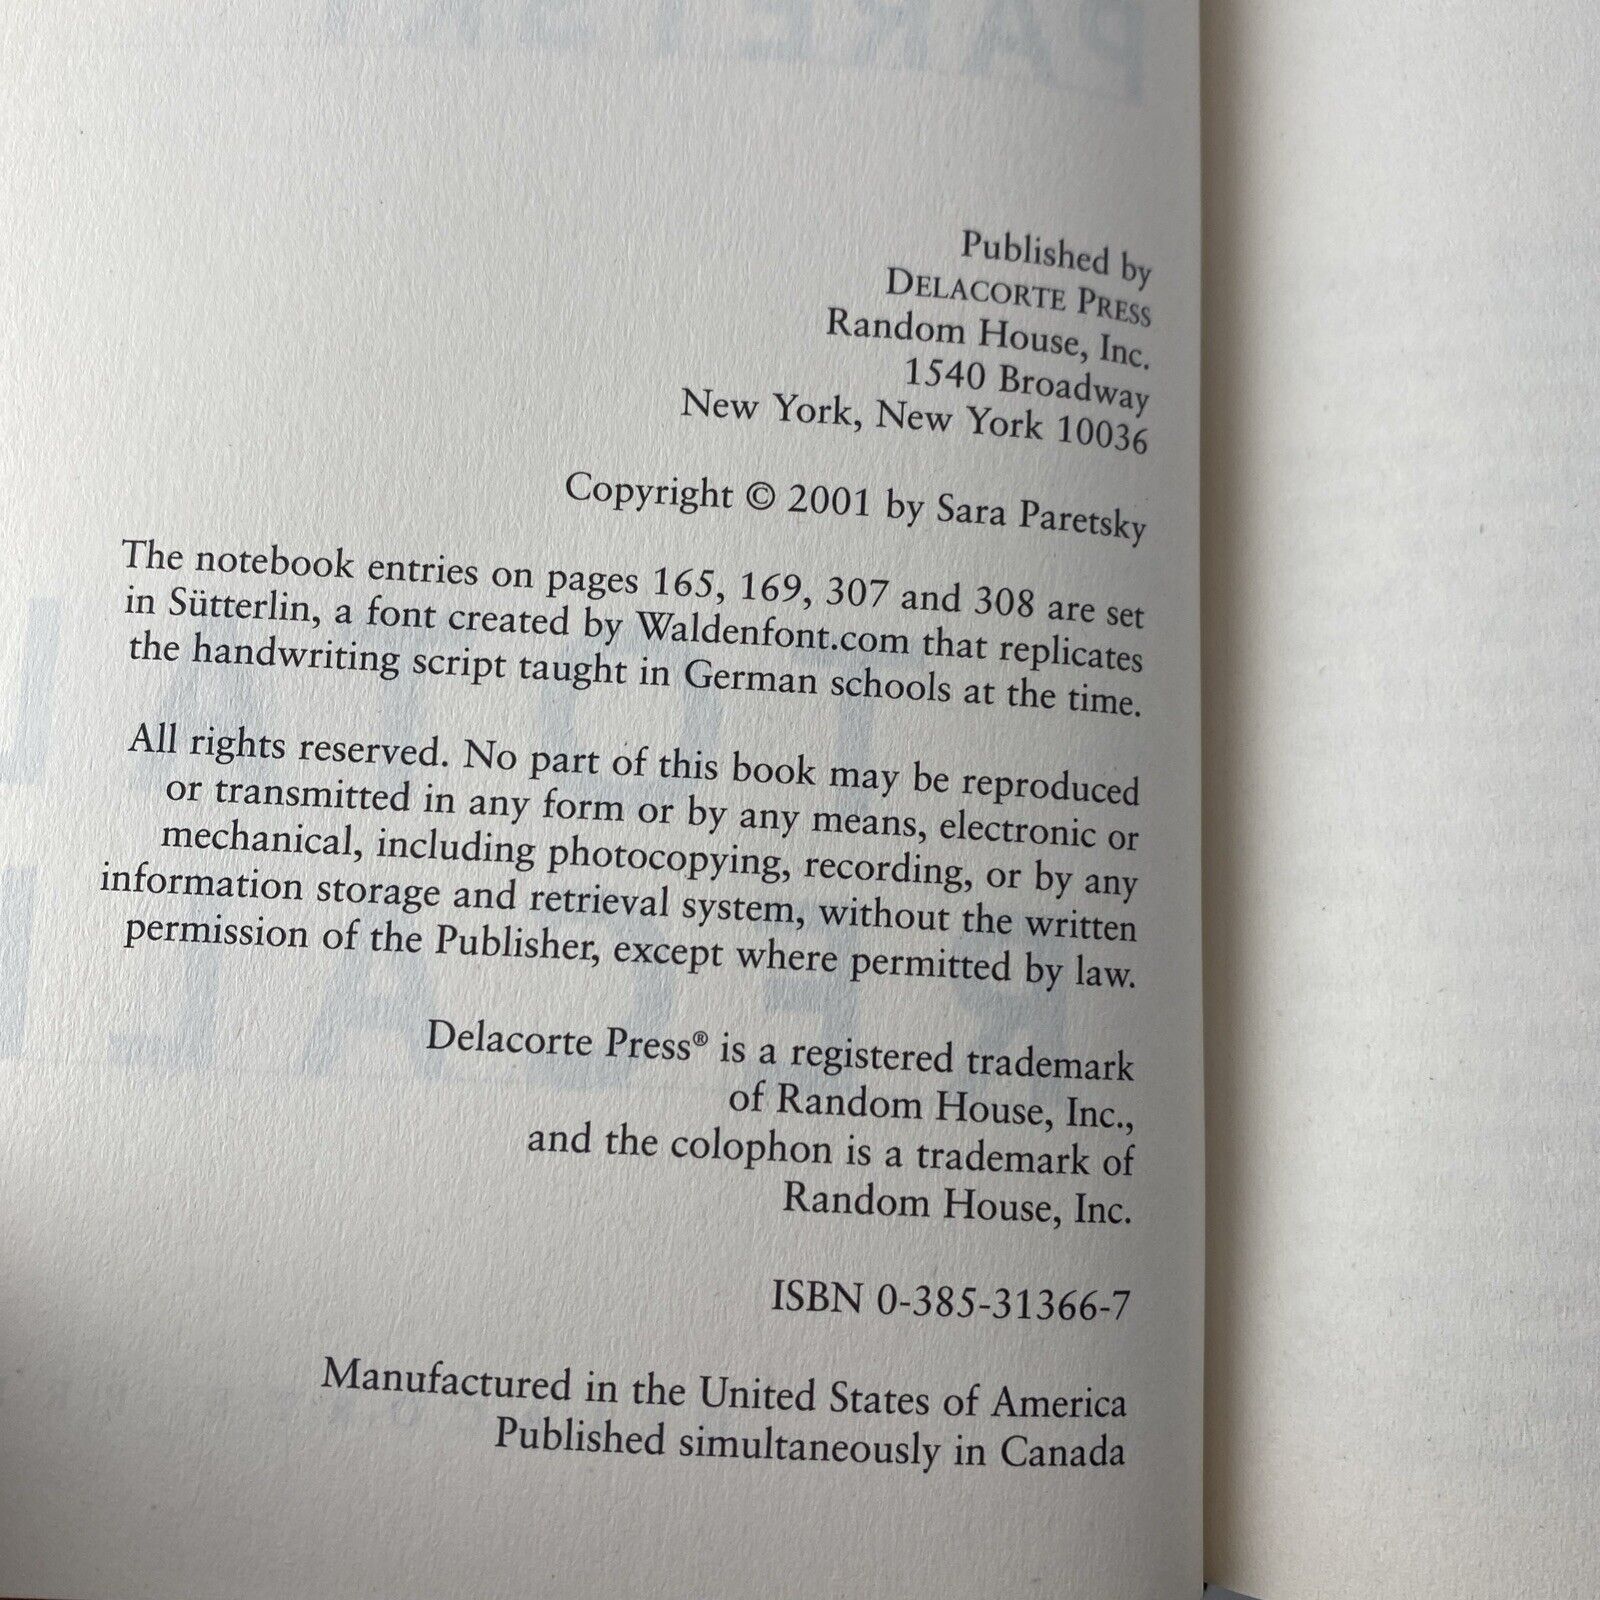 Published by
DELACORTE PRESS
Random House, Inc.
1540 Broadway
New York, New York 10036
Copyright © 2001 by Sara Paretsky
The notebook entries on pages 165, 169, 307 and 308 are set
in Sütterlin, a font created by Waldenfont.com that replicates
the handwriting script taught in German schools at the time.
All rights reserved. No part of this book may be reproduced
or transmitted in any form or by any means, electronic or
mechanical, including photocopying, recording, or by any
information storage and retrieval system, without the written
permission of the Publisher, except where permitted by law.
Delacorte Press® is a registered trademark
of Random House, Inc.,
and the colophon is a trademark of
Random House, Inc.
ISBN 0-385-31366-7
Manufactured in the United States of America
Published simultaneously in Canada